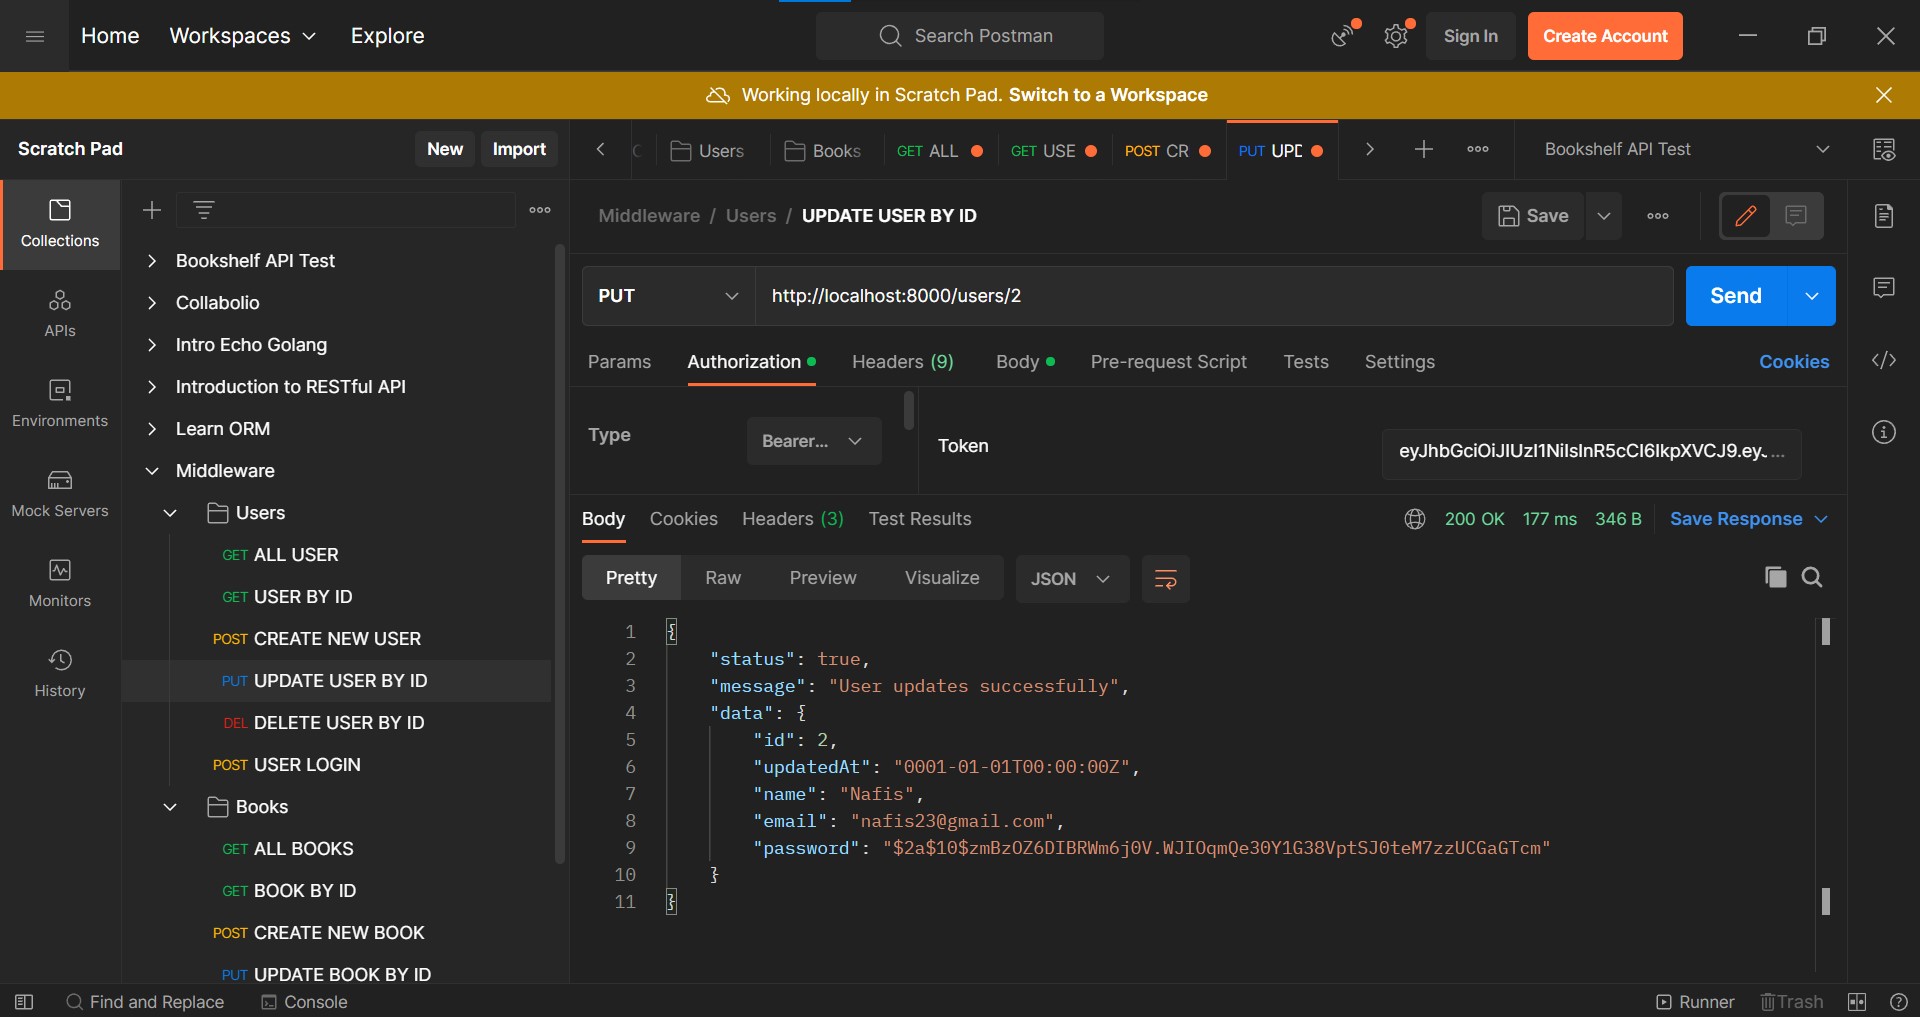 Home Workspaces Explore
Search Postman
Sign In
Create Account
Working locally in Scratch Pad. Switch to a Workspace
Scratch Pad
New Import
Users Books GET ALL GET USE POST CR PUT UPD
Bookshelf API Test
Collections
APIs
Environments
Mock Servers
Monitors
History
Bookshelf API Test
Collabolio
Intro Echo Golang
Introduction to RESTful API
Learn ORM
Middleware
Users
GET ALL USER
GET USER BY ID
POST CREATE NEW USER
PUT UPDATE USER BY ID
DEL DELETE USER BY ID
POST USER LOGIN
Books
GET ALL BOOKS
GET BOOK BY ID
POST CREATE NEW BOOK
PUT UPDATE BOOK BY ID
Middleware / Users / UPDATE USER BY ID
Save
PUT http://localhost:8000/users/2
Send
Params Authorization Headers (9) Body Pre-request Script Tests Settings
Cookies
Type Bearer...
Token
eyJhbGciOiJIUzI1NiIsInR5cCI6IkpXVCJ9.eyJ...
Body Cookies Headers (3) Test Results
200 OK 177 ms 346 B Save Response
Pretty Raw Preview Visualize JSON
1 {
2 "status": true,
3 "message": "User updates successfully",
4 "data": {
5 "id": 2,
6 "updatedAt": "0001-01-01T00:00:00Z",
7 "name": "Nafis",
8 "email": "nafis23@gmail.com",
9 "password": "$2a$10$zmBzOZ6DIBRWm6j0V.WJIOqmQe30Y1G38VptSJ0teM7zzUCGaGTcm"
10 }
11 }
Find and Replace Console
Runner Trash